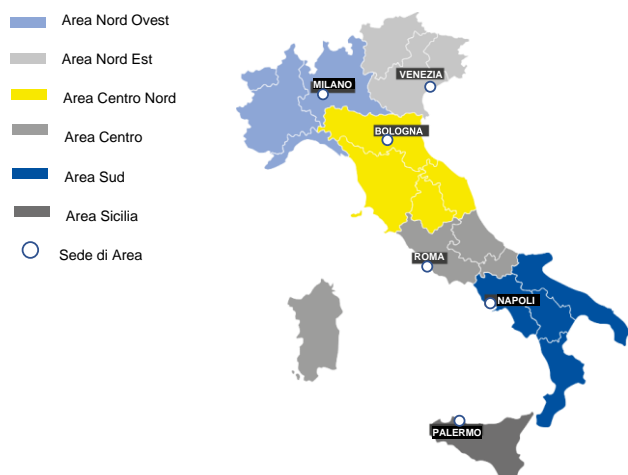 Area Nord Ovest
Area Nord Est
Area Centro Nord
Area Centro
Area Sud
Area Sicilia
Sede di Area
MILANO
VENEZIA
BOLOGNA
ROMA
NAPOLI
PALERMO